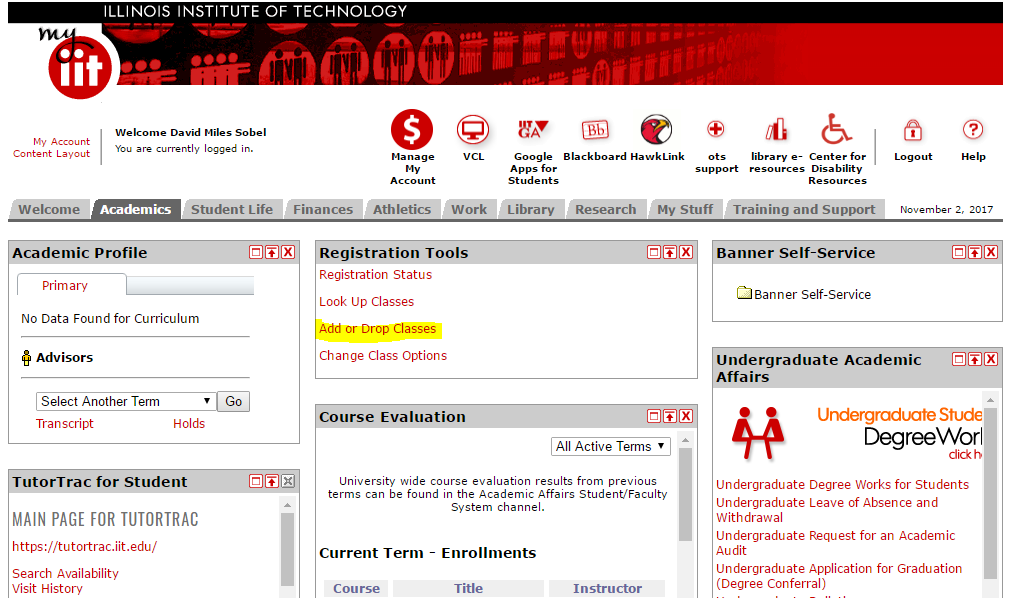 ILLINOIS INSTITUTE OF TECHNOLOGY
my
iit
My Account
Content Layout
Welcome David Miles Sobel
You are currently logged in.
$
Manage
My
Account
VCL
IIT
GA
Google
Apps for
Students
Bb
Blackboard
HawkLink
ots
support
library e-
resources
Center for
Disability
Resources
Logout
?
Help
Welcome
Academics
Student Life
Finances
Athletics
Work
Library
Research
My Stuff
Training and Support
November 2, 2017
Academic Profile
Primary
No Data Found for Curriculum
Advisors
Select Another Term
Go
Transcript
Holds
TutorTrac for Student
MAIN PAGE FOR TUTORTRAC
https://tutortrac.iit.edu/
Search Availability
Visit History
Registration Tools
Registration Status
Look Up Classes
Add or Drop Classes
Change Class Options
Course Evaluation
All Active Terms
University wide course evaluation results from previous
terms can be found in the Academic Affairs Student/Faculty
System channel.
Current Term - Enrollments
Course Title Instructor
Banner Self-Service
Banner Self-Service
Undergraduate Academic
Affairs
Undergraduate Stude
DegreeWor
click h
Undergraduate Degree Works for Students
Undergraduate Leave of Absence and
Withdrawal
Undergraduate Request for an Academic
Audit
Undergraduate Application for Graduation
(Degree Conferral)